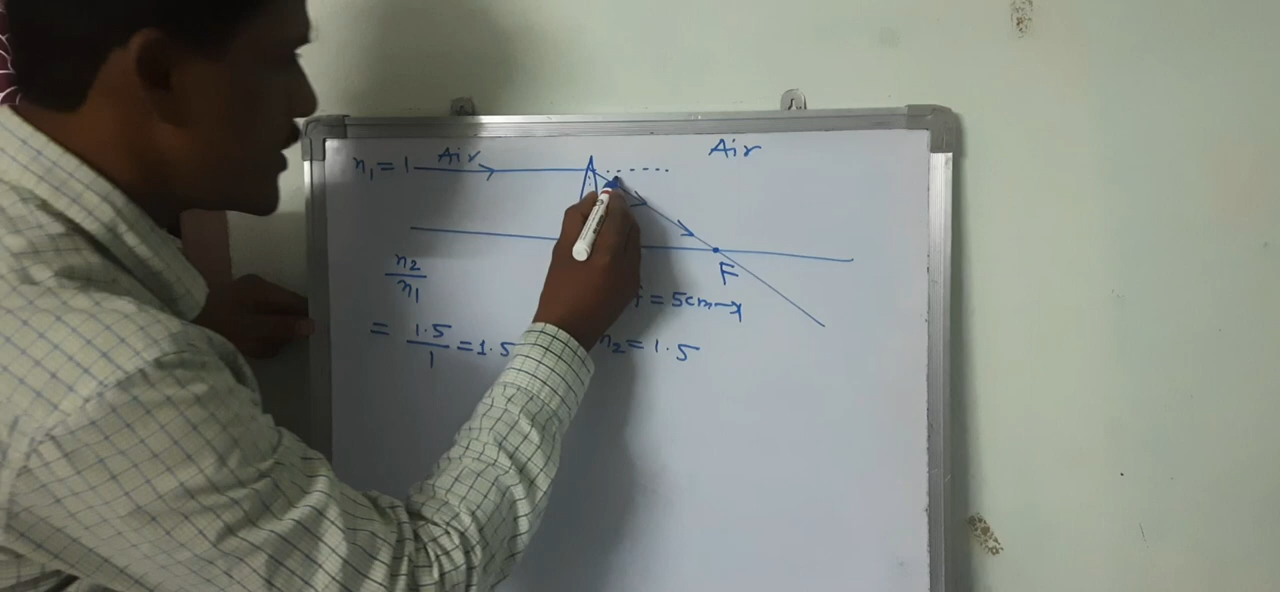 n₁ = 1 Air
Air
F
n₂
n₁
f = 5cm
= 1.5 = 1.5
1
n₂ = 1.5